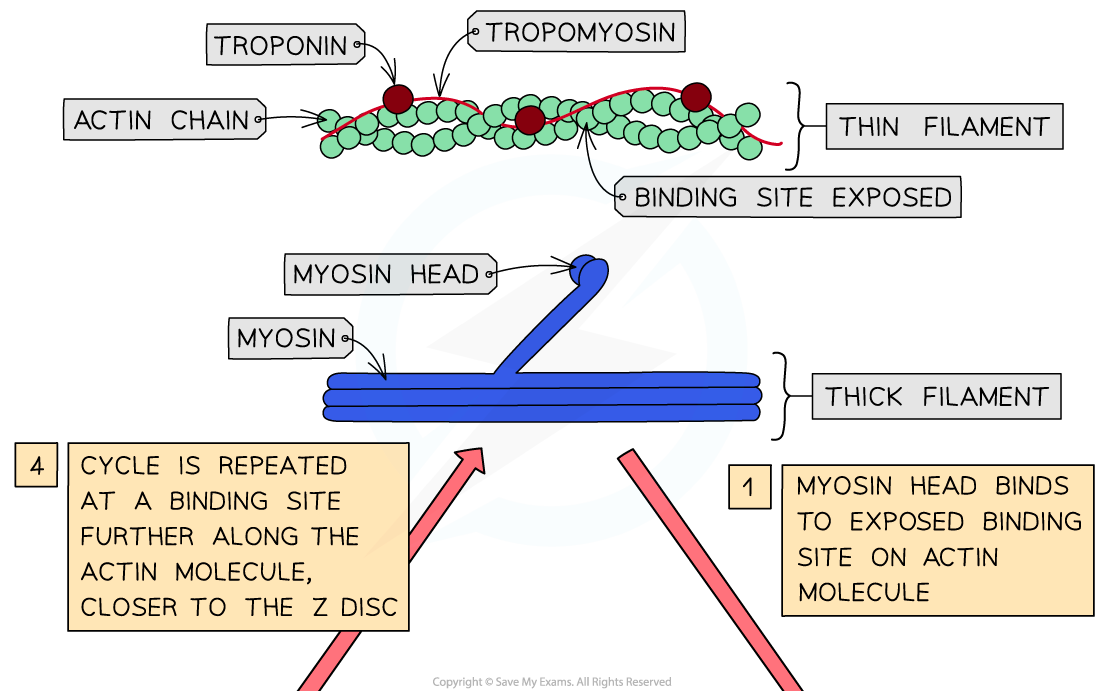 TROPONIN
TROPOMYOSIN
ACTIN CHAIN
THIN FILAMENT
BINDING SITE EXPOSED
MYOSIN HEAD
MYOSIN
THICK FILAMENT
4
CYCLE IS REPEATED
AT A BINDING SITE
FURTHER ALONG THE
ACTIN MOLECULE,
CLOSER TO THE Z DISC
1
MYOSIN HEAD BINDS
TO EXPOSED BINDING
SITE ON ACTIN
MOLECULE
Copyright © Save My Exams. All Rights Reserved